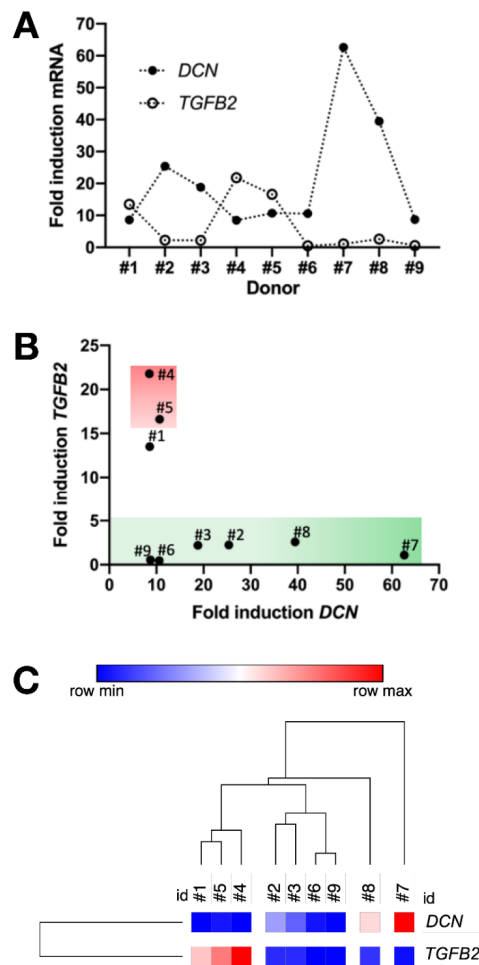 A
Fold induction mRNA
70
60
50
40
30
20
10
0
DCN
TGFB2
#1 #2 #3 #4 #5 #6 #7 #8 #9
Donor
B
Fold induction TGFB2
25
20
15
10
5
0
#4
#5
#1
#3 #2 #8 #7
#9 #6
0 10 20 30 40 50 60 70
Fold induction DCN
C
row min row max
id #1 #5 #4 #2 #3 #6 #9 #8 #7 id
DCN
TGFB2